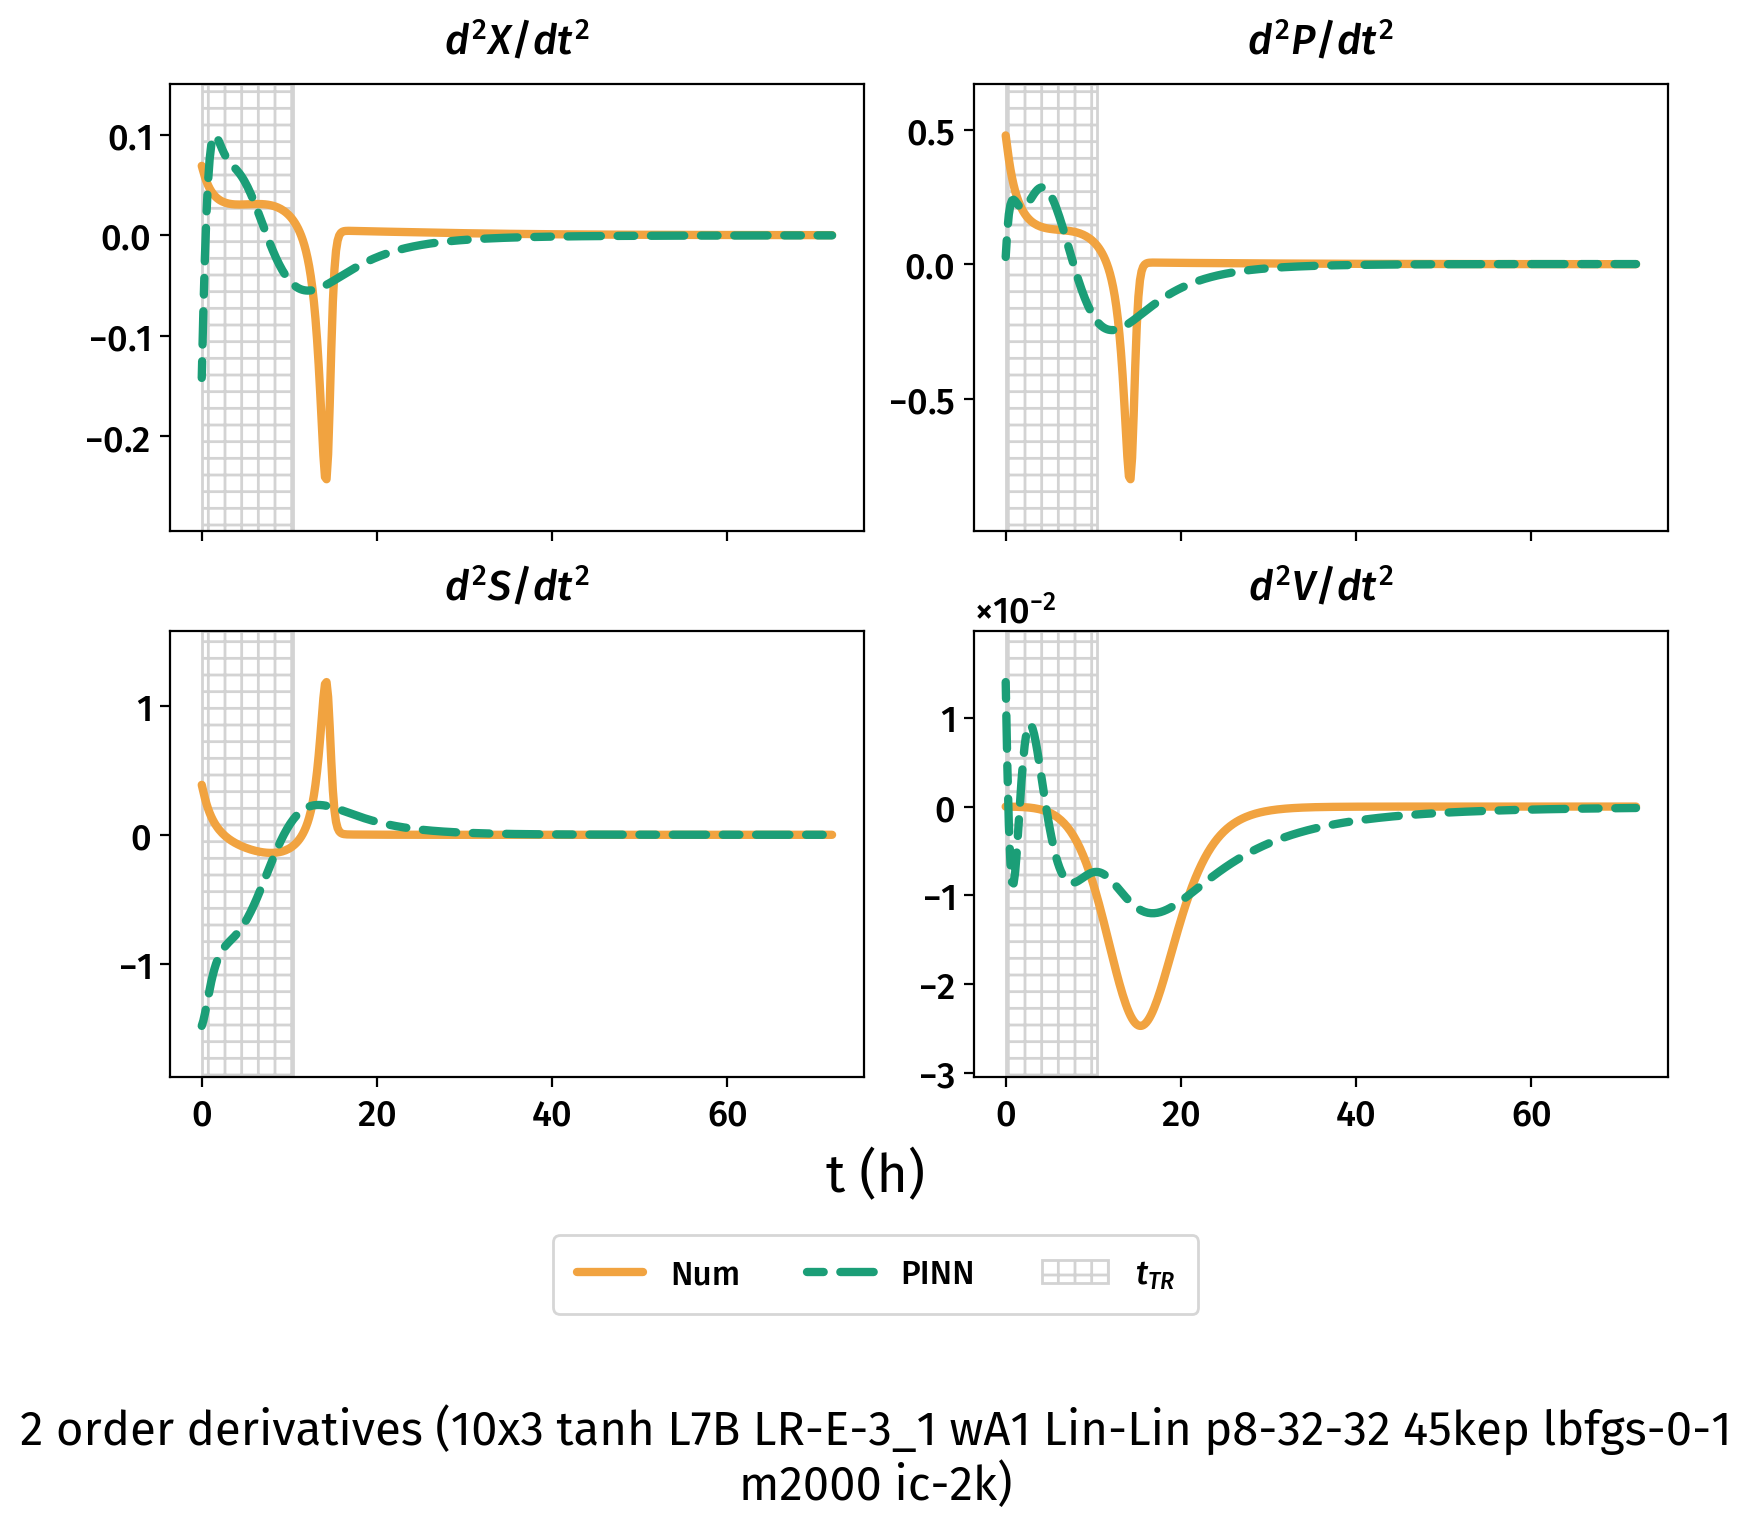 d²X/dt²
d²P/dt²
0.1
0.0
−0.1
−0.2
0.5
0.0
−0.5
d²S/dt²
d²V/dt²
×10⁻²
1
0
−1
1
0
−1
−2
−3
0 20 40 60
0 20 40 60
t (h)
Num PINN t_TR
2 order derivatives (10x3 tanh L7B LR-E-3_1 wA1 Lin-Lin p8-32-32 45kep lbfgs-0-1
m2000 ic-2k)